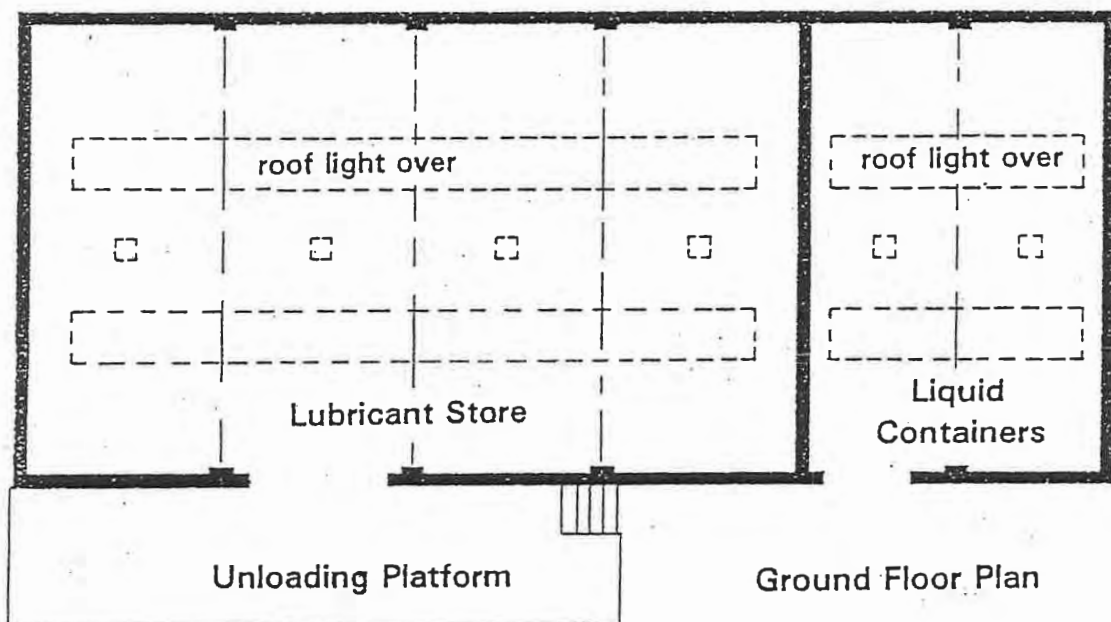 roof light over
roof light over
Lubricant Store
Liquid
Containers
Unloading Platform
Ground Floor Plan